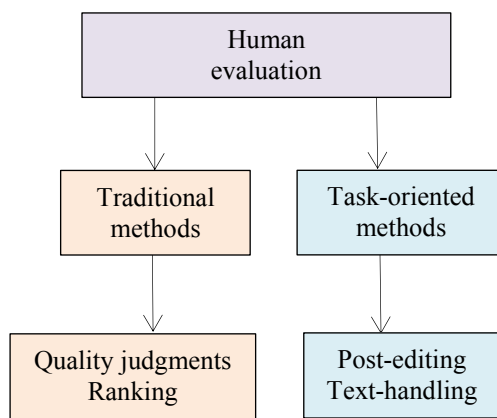 Human
evaluation
Traditional
methods
Task-oriented
methods
Quality judgments
Ranking
Post-editing
Text-handling